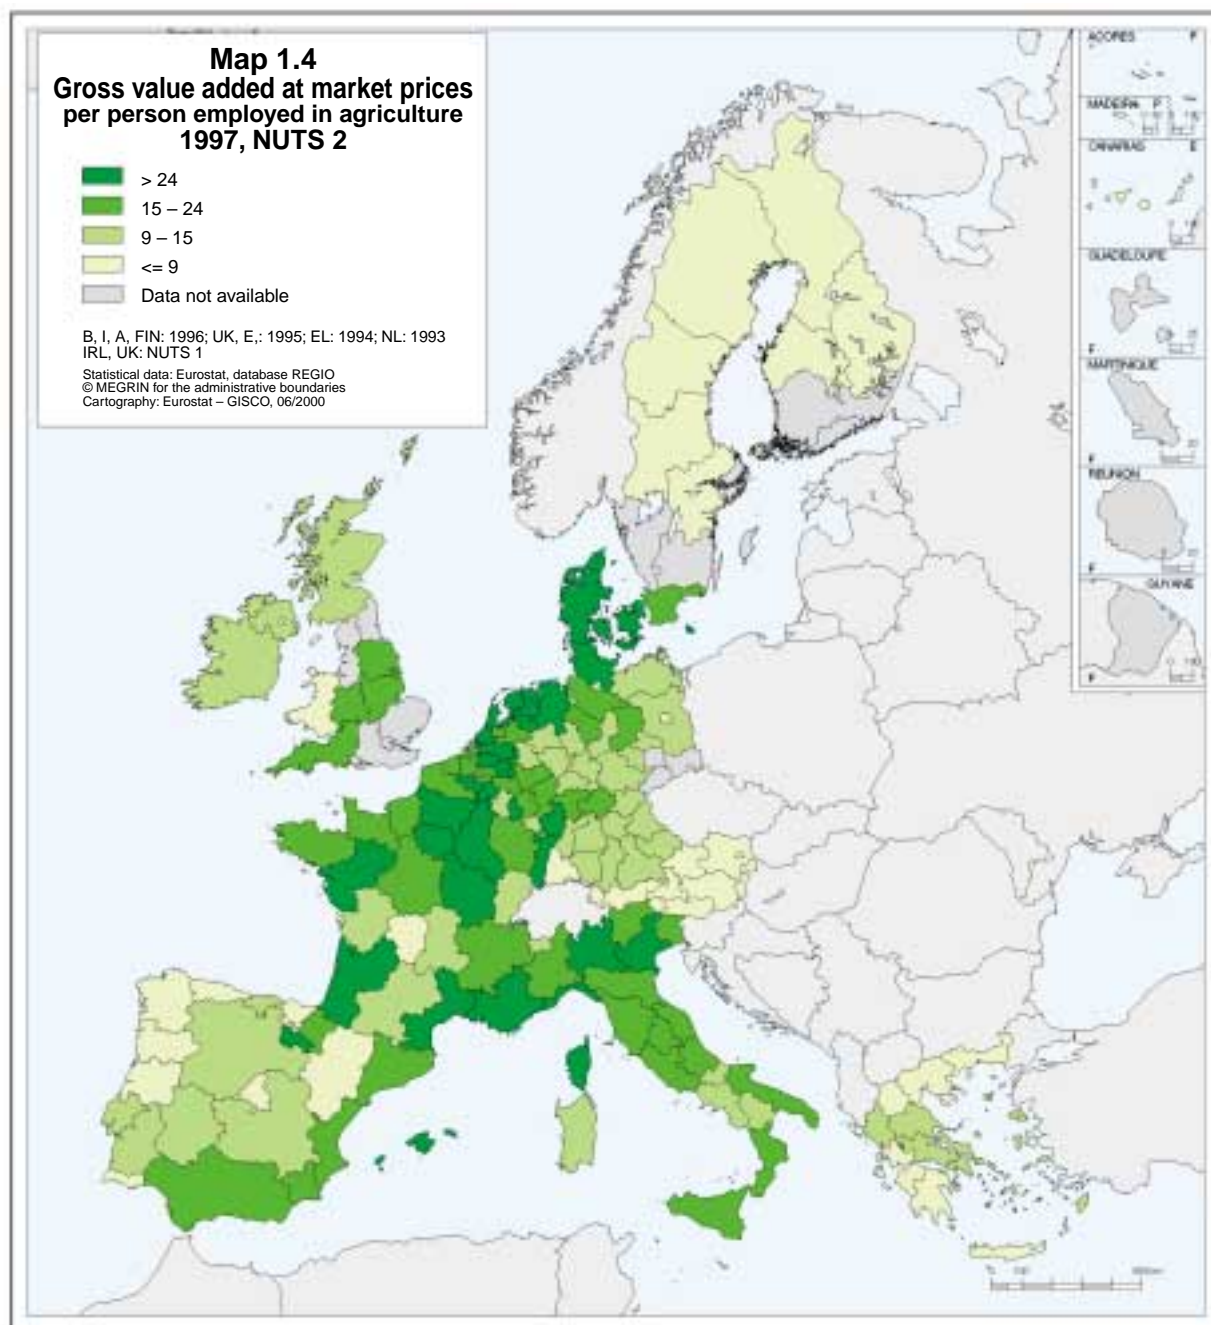 Map 1.4
Gross value added at market prices
per person employed in agriculture
1997, NUTS 2
> 24
15 – 24
9 – 15
<= 9
Data not available
B, I, A, FIN: 1996; UK, E,: 1995; EL: 1994; NL: 1993
IRL, UK: NUTS 1
Statistical data: Eurostat, database REGIO
© MEGRIN for the administrative boundaries
Cartography: Eurostat – GISCO, 06/2000
ACORES P
MADEIRA P
CANARIAS E
GUADELOUPE
F
MARTINIQUE
F
REUNION
F
GUYANE
F